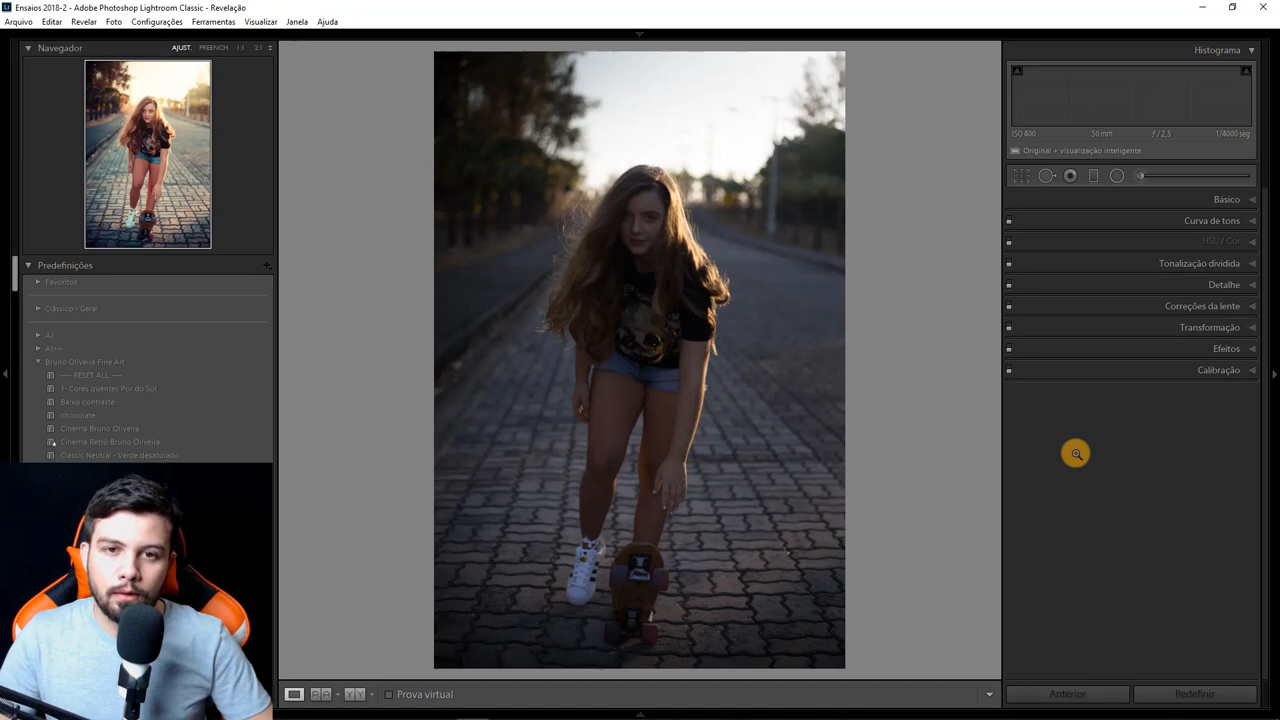 Ensaios 2018-2 - Adobe Photoshop Lightroom Classic - Revelação
Arquivo Editar Revelar Foto Configurações Ferramentas Visualizar Janela Ajuda
Navegador AJUST. PREENCH. 1:1 2:1
Predefinições
Favoritos
Clássico - Geral
AJ
At++
Bruno Oliveira Fine Art
---- RESET ALL ----
1- Cores quentes Por do Sol
Baixo contraste
chocolate
Cinema Bruno Oliveira
Cinema Retrô Bruno Oliveira
Classic Neutral - Verde desaturado
Prova virtual
Histograma
ISO 400 50 mm ƒ / 2,5 1/4000 seg
Original + visualização inteligente
Básico
Curva de tons
HSL / Cor
Tonalização dividida
Detalhe
Correções da lente
Transformação
Efeitos
Calibração
Anterior Redefinir